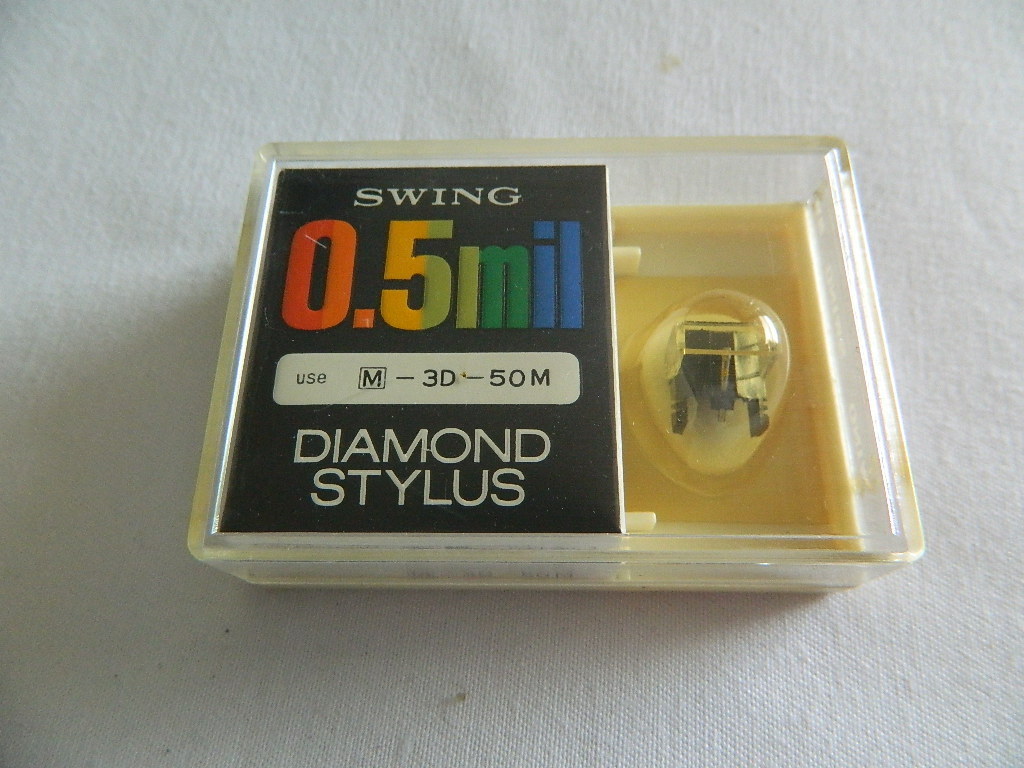 SWING
0.5mil
use M-3D-50M
DIAMOND
STYLUS